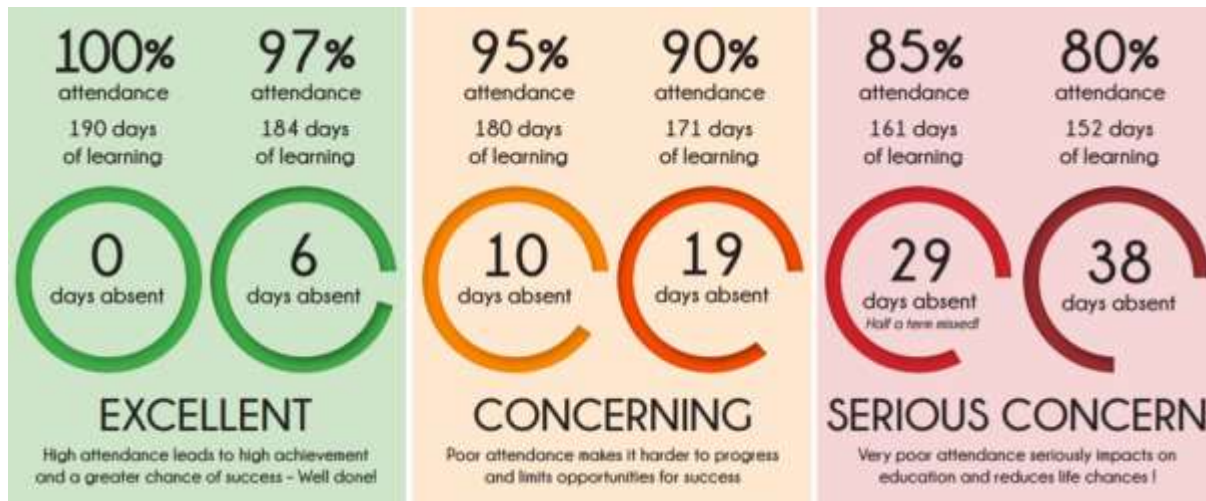 100%
attendance
190 days
of learning
0
days absent
97%
attendance
184 days
of learning
6
days absent
EXCELLENT
High attendance leads to high achievement
and a greater chance of success - Well done!
95%
attendance
180 days
of learning
10
days absent
90%
attendance
171 days
of learning
19
days absent
CONCERNING
Poor attendance makes it harder to progress
and limits opportunities for success
85%
attendance
161 days
of learning
29
days absent
Half a term missed!
80%
attendance
152 days
of learning
38
days absent
SERIOUS CONCERN
Very poor attendance seriously impacts on
education and reduces life chances !